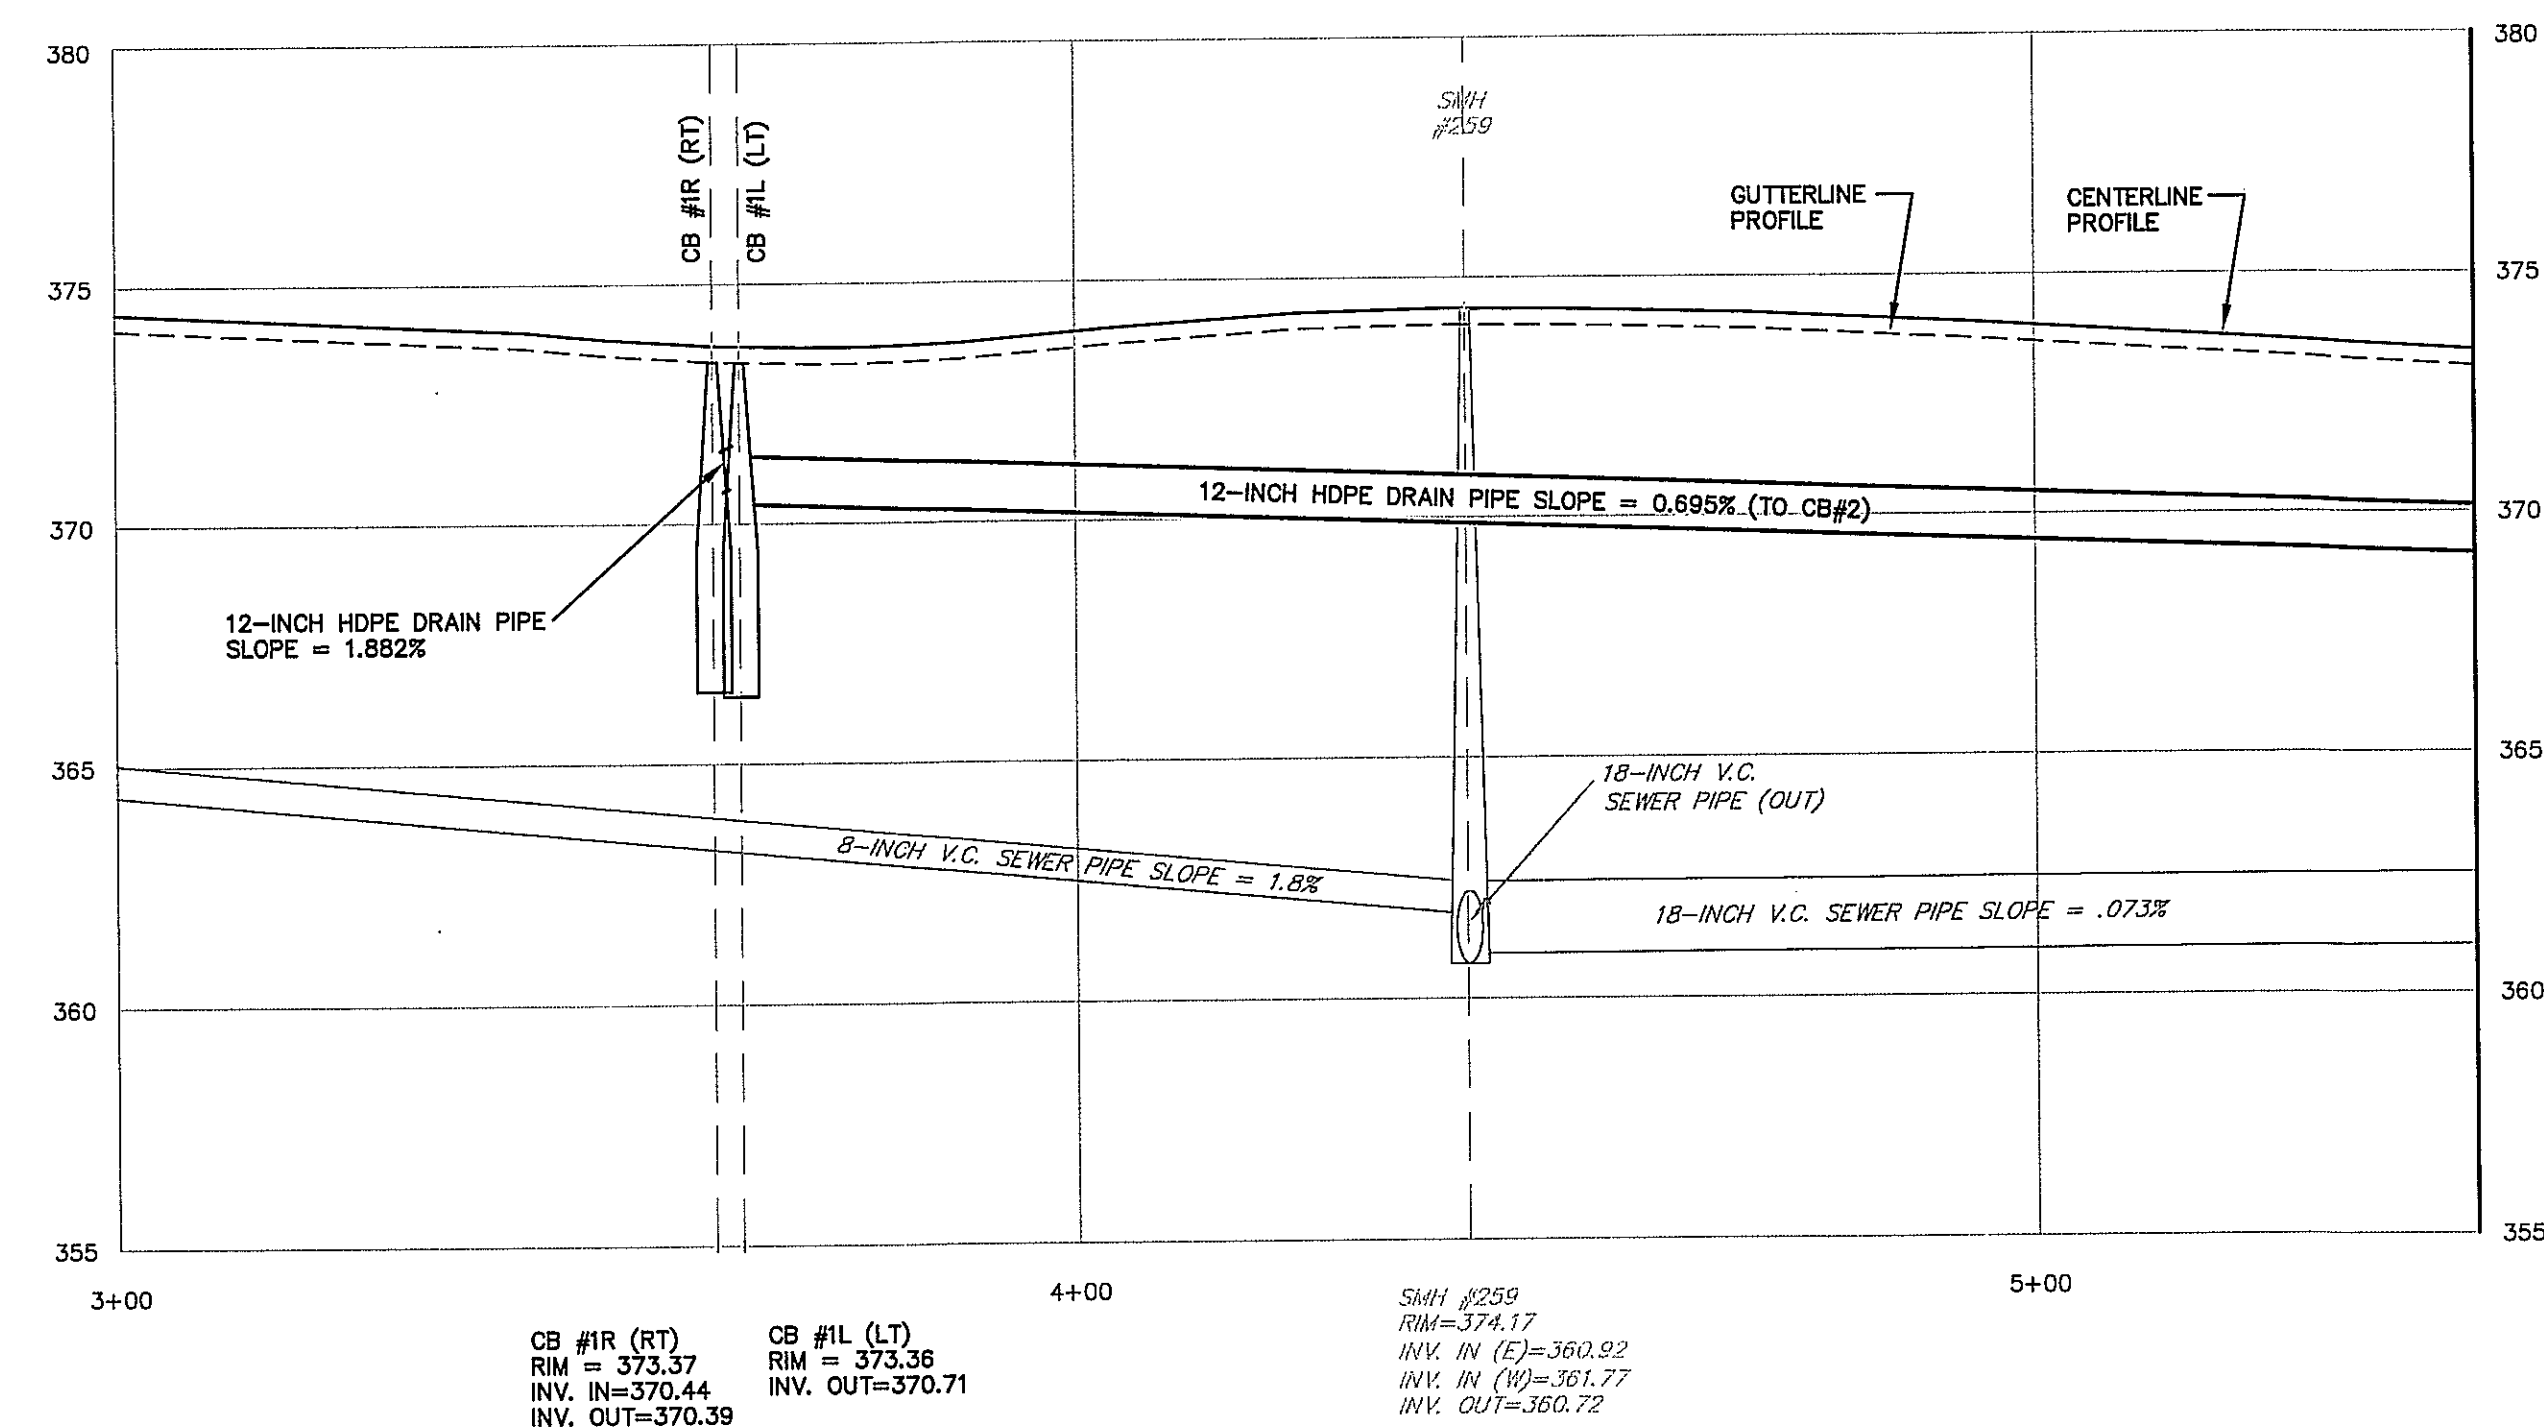 380
380
SMH
#259
CB #1R (RT)
CB #1L (LT)
GUTTERLINE
PROFILE
CENTERLINE
PROFILE
375
375
12-INCH HDPE DRAIN PIPE SLOPE = 0.695% (TO CB#2)
370
370
12-INCH HDPE DRAIN PIPE
SLOPE = 1.882%
365
365
18-INCH V.C.
SEWER PIPE (OUT)
8-INCH V.C. SEWER PIPE SLOPE = 1.8%
18-INCH V.C. SEWER PIPE SLOPE = .073%
360
360
355
355
3+00
4+00
5+00
CB #1R (RT)
RIM = 373.37
INV. IN=370.44
INV. OUT=370.39
CB #1L (LT)
RIM = 373.36
INV. OUT=370.71
SMH #259
RIM=374.17
INV. IN (E)=360.92
INV. IN (W)=361.77
INV. OUT=360.72